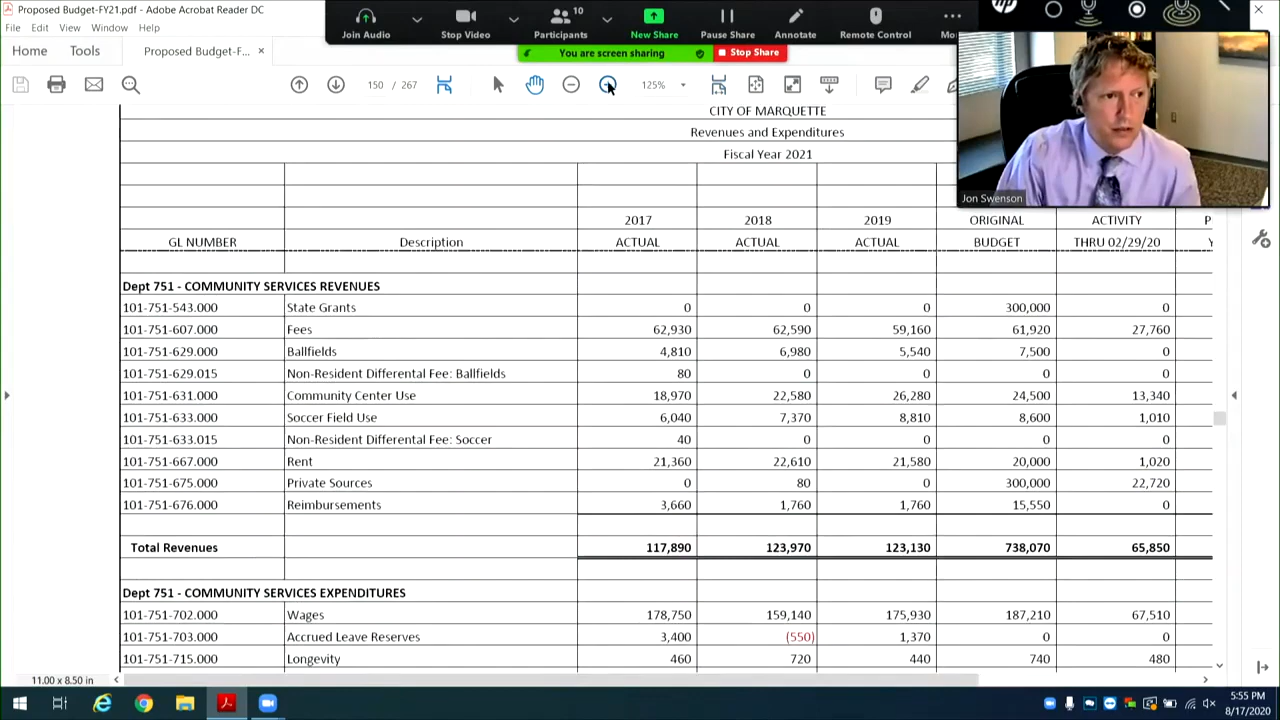 Proposed Budget-FY21.pdf - Adobe Acrobat Reader DC
File Edit View Window Help
Join Audio Stop Video 10 Participants New Share Pause Share Annotate Remote Control
You are screen sharing Stop Share
Home Tools Proposed Budget-F... ×
150 / 267 125%
Jon Swenson
CITY OF MARQUETTE
Revenues and Expenditures
Fiscal Year 2021
2017 2018 2019 ORIGINAL ACTIVITY P
GL NUMBER Description ACTUAL ACTUAL ACTUAL BUDGET THRU 02/29/20 Y
Dept 751 - COMMUNITY SERVICES REVENUES
101-751-543.000 State Grants 0 0 0 300,000 0
101-751-607.000 Fees 62,930 62,590 59,160 61,920 27,760
101-751-629.000 Ballfields 4,810 6,980 5,540 7,500 0
101-751-629.015 Non-Resident Differential Fee: Ballfields 80 0 0 0 0
101-751-631.000 Community Center Use 18,970 22,580 26,280 24,500 13,340
101-751-633.000 Soccer Field Use 6,040 7,370 8,810 8,600 1,010
101-751-633.015 Non-Resident Differential Fee: Soccer 40 0 0 0 0
101-751-667.000 Rent 21,360 22,610 21,580 20,000 1,020
101-751-675.000 Private Sources 0 80 0 300,000 22,720
101-751-676.000 Reimbursements 3,660 1,760 1,760 15,550 0
Total Revenues 117,890 123,970 123,130 738,070 65,850
Dept 751 - COMMUNITY SERVICES EXPENDITURES
101-751-702.000 Wages 178,750 159,140 175,930 187,210 67,510
101-751-703.000 Accrued Leave Reserves 3,400 (550) 1,370 0 0
101-751-715.000 Longevity 460 720 440 740 480
11.00 x 8.50 in
5:55 PM
8/17/2020